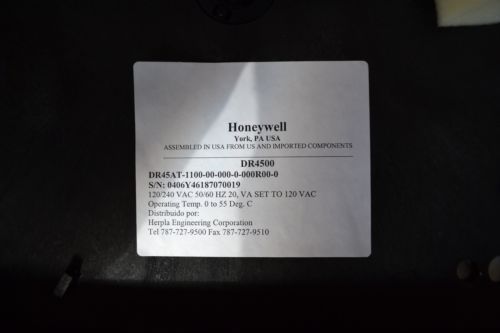 Honeywell
York, PA USA
ASSEMBLED IN USA FROM US AND IMPORTED COMPONENTS
DR4500
DR45AT-1100-00-000-0-000R00-0
S/N: 0406Y46187070019
120/240 VAC 50/60 HZ 20, VA SET TO 120 VAC
Operating Temp. 0 to 55 Deg. C
Distribuido por:
Herpla Engineering Corporation
Tel 787-727-9500 Fax 787-727-9510